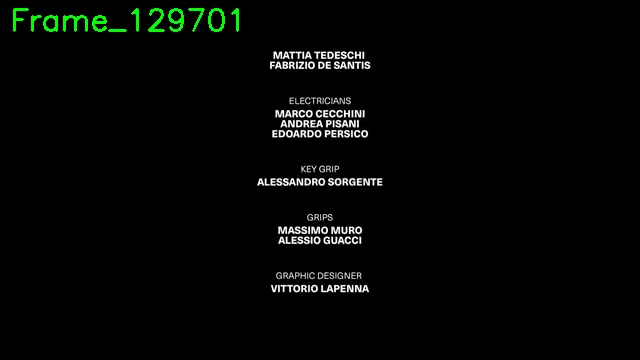 Frame_129701
MATTIA TEDESCHI
FABRIZIO DE SANTIS
ELECTRICIANS
MARCO CECCHINI
ANDREA PISANI
EDOARDO PERSICO
KEY GRIP
ALESSANDRO SORGENTE
GRIPS
MASSIMO MURO
ALESSIO GUACCI
GRAPHIC DESIGNER
VITTORIO LAPENNA